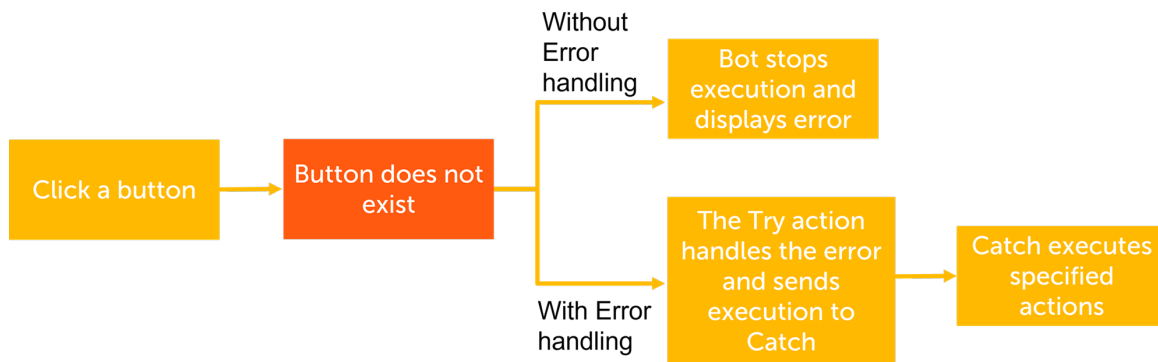 Click a button
Button does not
exist
Without
Error
handling
Bot stops
execution and
displays error
With Error
handling
The Try action
handles the error
and sends
execution to
Catch
Catch executes
specified
actions